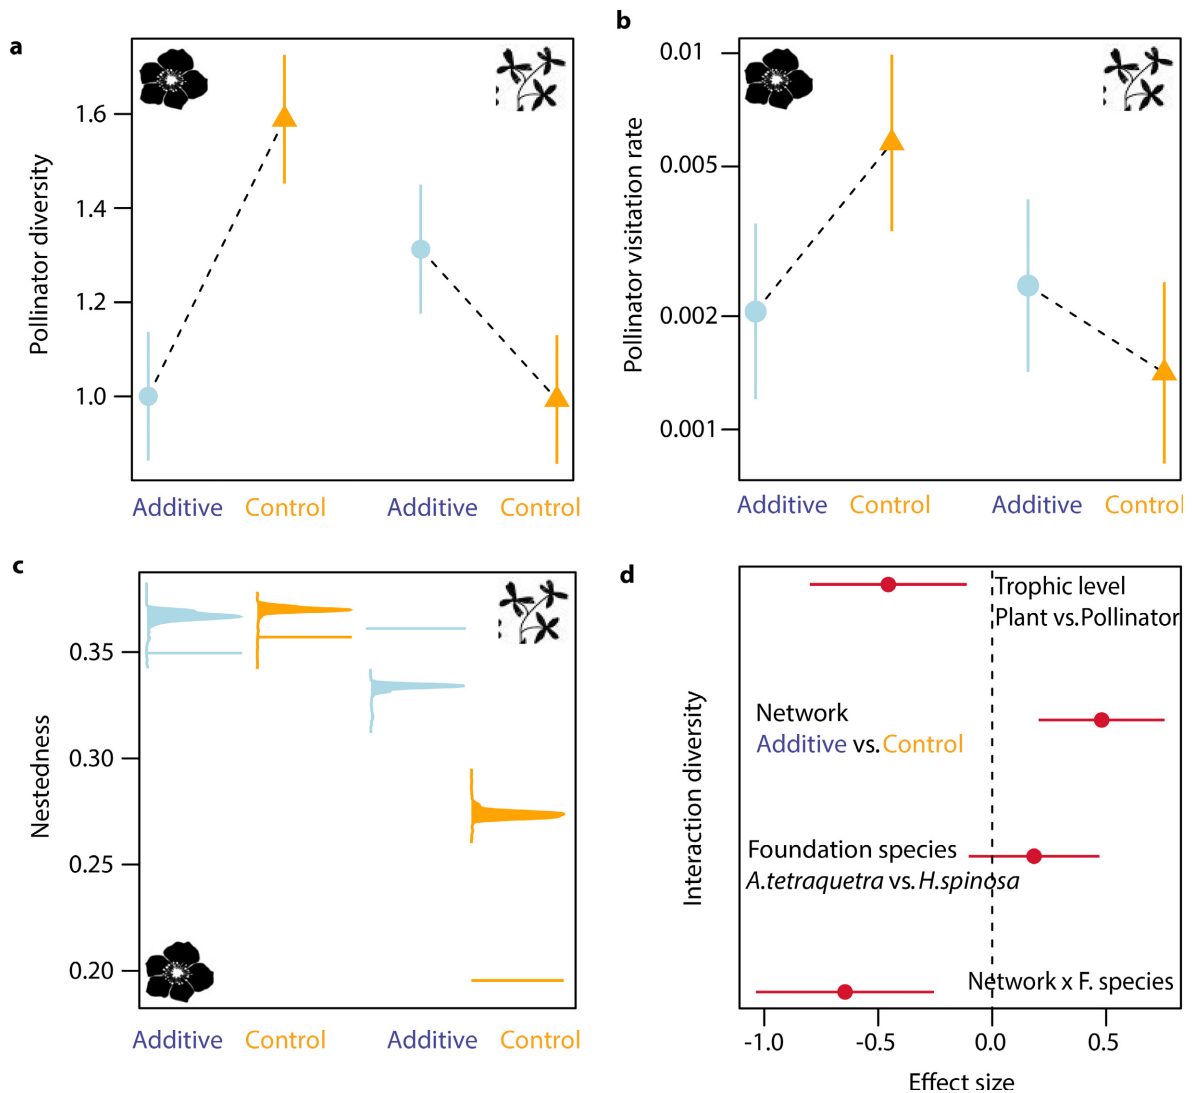 a
Pollinator diversity
1.6
1.4
1.2
1.0
Additive Control Additive Control
b
Pollinator visitation rate
0.01
0.005
0.002
0.001
Additive Control Additive Control
c
Nestedness
0.35
0.30
0.25
0.20
Additive Control Additive Control
d
Interaction diversity
Trophic level
Plant vs.Pollinator
Network
Additive vs.Control
Foundation species
A.tetraquetra vs.H.spinosa
Network x F. species
-1.0 -0.5 0.0 0.5
Effect size